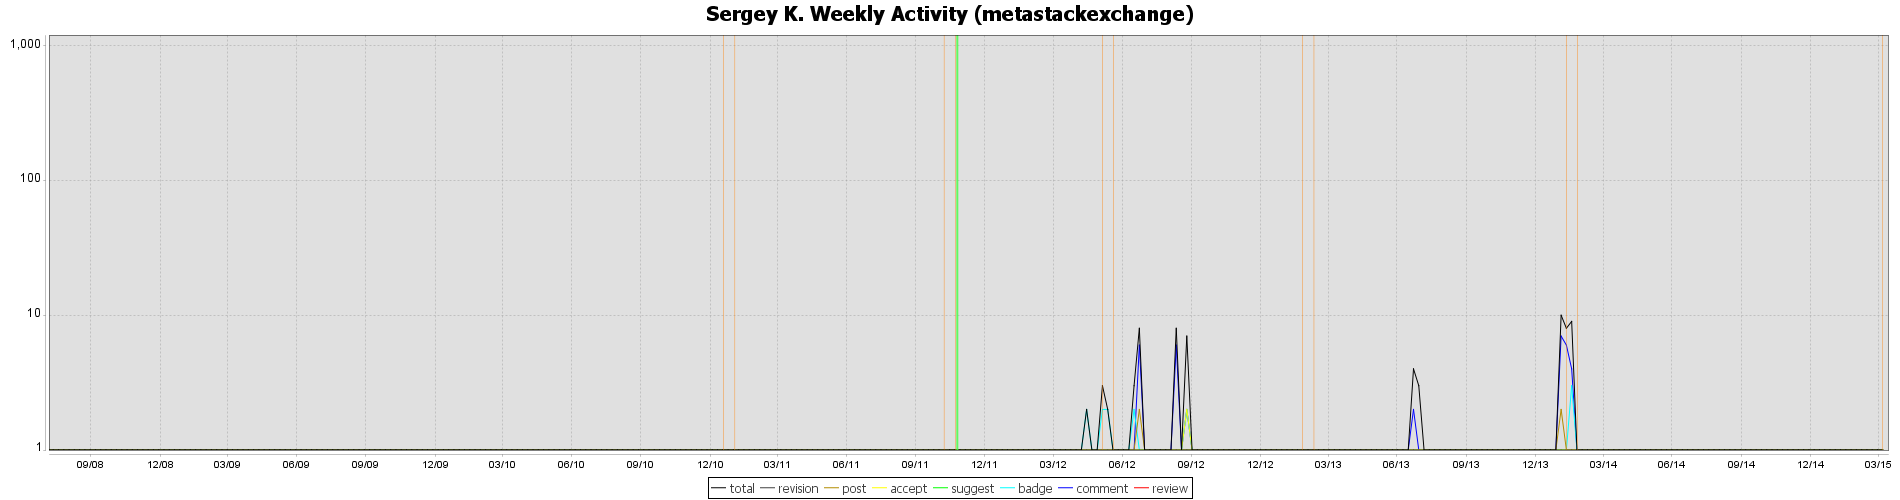 Sergey K. Weekly Activity (metastackexchange)
1,000
100
10
1
09/08 12/08 03/09 06/09 09/09 12/09 03/10 06/10 09/10 12/10 03/11 06/11 09/11 12/11 03/12 06/12 09/12 12/12 03/13 06/13 09/13 12/13 03/14 06/14 09/14 12/14 03/15
total revision post accept suggest badge comment review